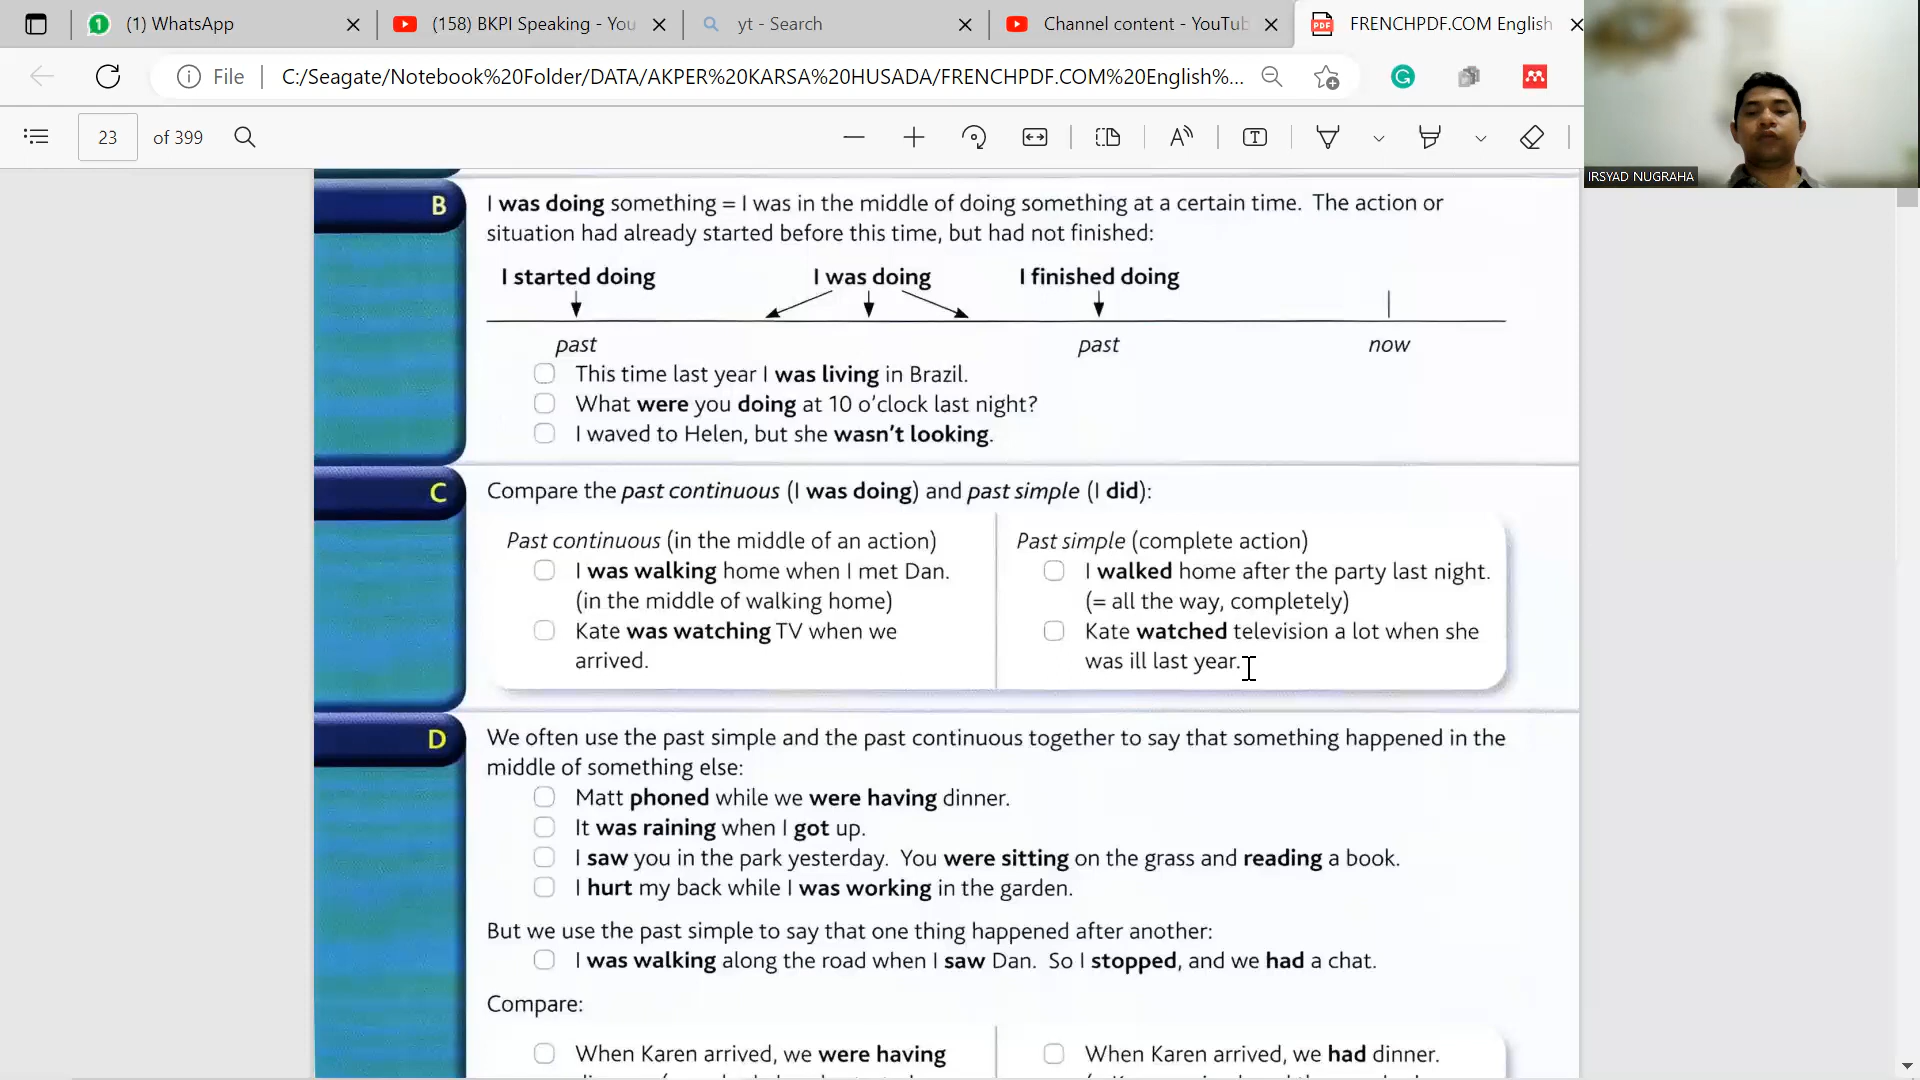 (1) WhatsApp
(158) BKPI Speaking - You
yt - Search
Channel content - YouTub
PDF
FRENCHPDF.COM English
File
C:/Seagate/Notebook%20Folder/DATA/AKPER%20KARSA%20HUSADA/FRENCHPDF.COM%20English%...
23
of 399
IRSYAD NUGRAHA
B
I was doing something = I was in the middle of doing something at a certain time. The action or
situation had already started before this time, but had not finished:
I started doing
I was doing
I finished doing
past
past
now
This time last year I was living in Brazil.
What were you doing at 10 o'clock last night?
I waved to Helen, but she wasn't looking.
C
Compare the past continuous (I was doing) and past simple (I did):
Past continuous (in the middle of an action)
I was walking home when I met Dan.
(in the middle of walking home)
Kate was watching TV when we
arrived.
Past simple (complete action)
I walked home after the party last night.
(= all the way, completely)
Kate watched television a lot when she
was ill last year.
D
We often use the past simple and the past continuous together to say that something happened in the
middle of something else:
Matt phoned while we were having dinner.
It was raining when I got up.
I saw you in the park yesterday. You were sitting on the grass and reading a book.
I hurt my back while I was working in the garden.
But we use the past simple to say that one thing happened after another:
I was walking along the road when I saw Dan. So I stopped, and we had a chat.
Compare:
When Karen arrived, we were having
When Karen arrived, we had dinner.